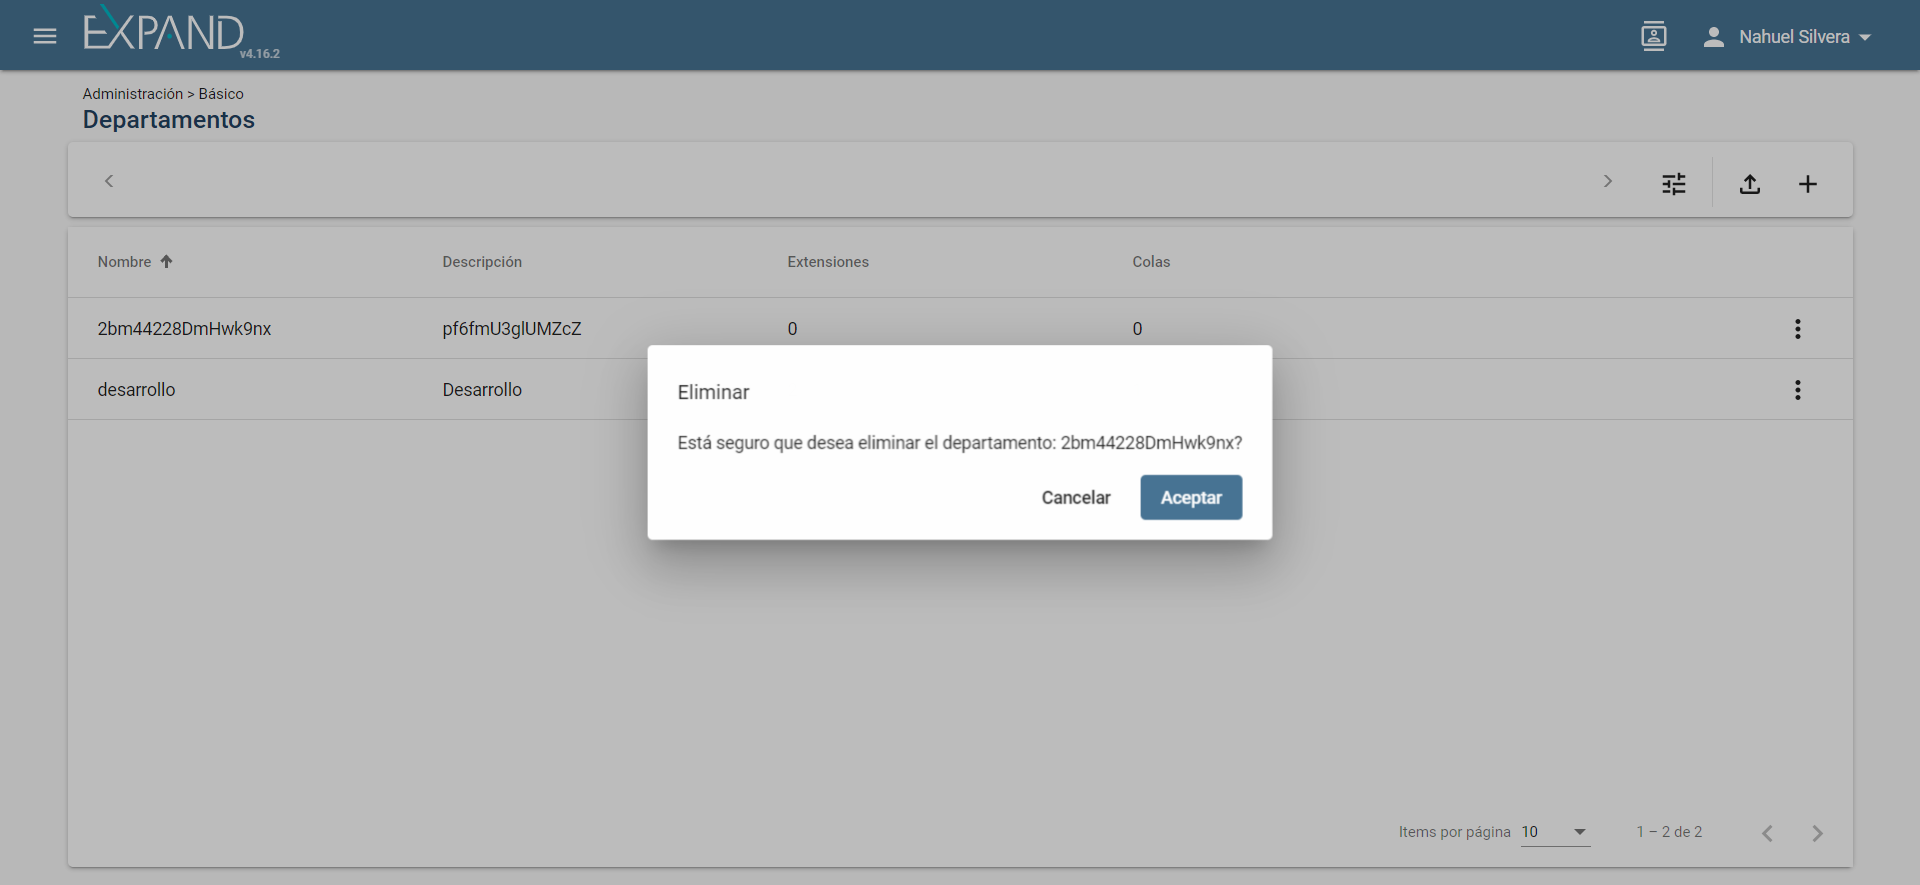 EXPAND
v4.16.2
Nahuel Silvera
Administración > Básico
Departamentos
Nombre Descripción Extensiones Colas
2bm44228DmHwk9nx pf6fmU3glUMZcZ 0 0
desarrollo Desarrollo
Eliminar
Está seguro que desea eliminar el departamento: 2bm44228DmHwk9nx?
Cancelar Aceptar
Items por página 10 1 – 2 de 2